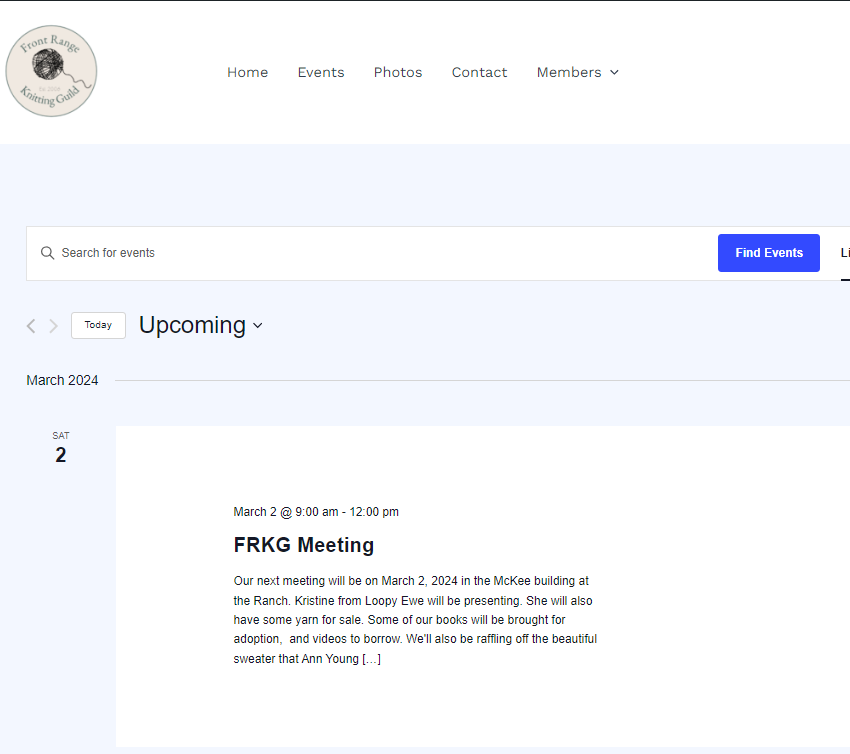 Front Range
Knitting Guild
Home Events Photos Contact Members
Search for events
Find Events
Today
Upcoming
March 2024
SAT
2
March 2 @ 9:00 am - 12:00 pm
FRKG Meeting
Our next meeting will be on March 2, 2024 in the McKee building at
the Ranch. Kristine from Loopy Ewe will be presenting. She will also
have some yarn for sale. Some of our books will be brought for
adoption,  and videos to borrow. We'll also be raffling off the beautiful
sweater that Ann Young […]